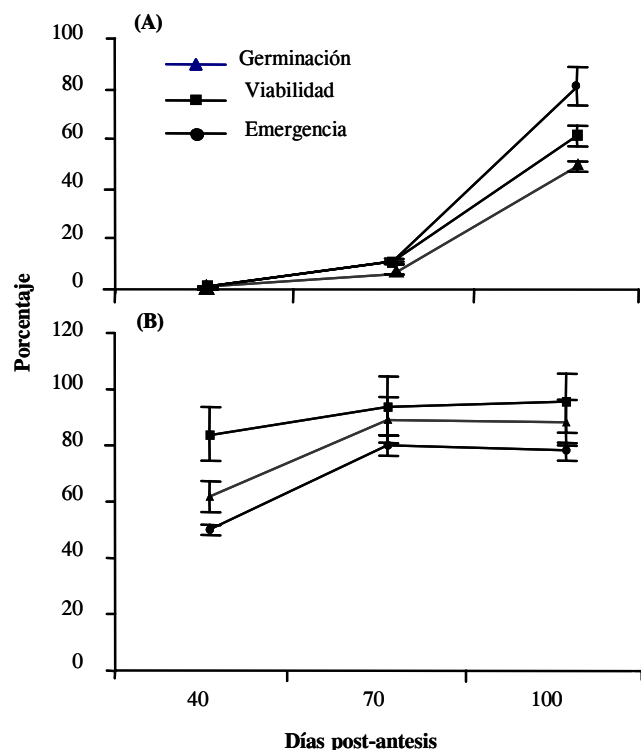 (A)
100
80
60
40
20
0
Germinación
Viabilidad
Emergencia
Porcentaje
(B)
120
100
80
60
40
20
0
40 70 100
Días post-antesis